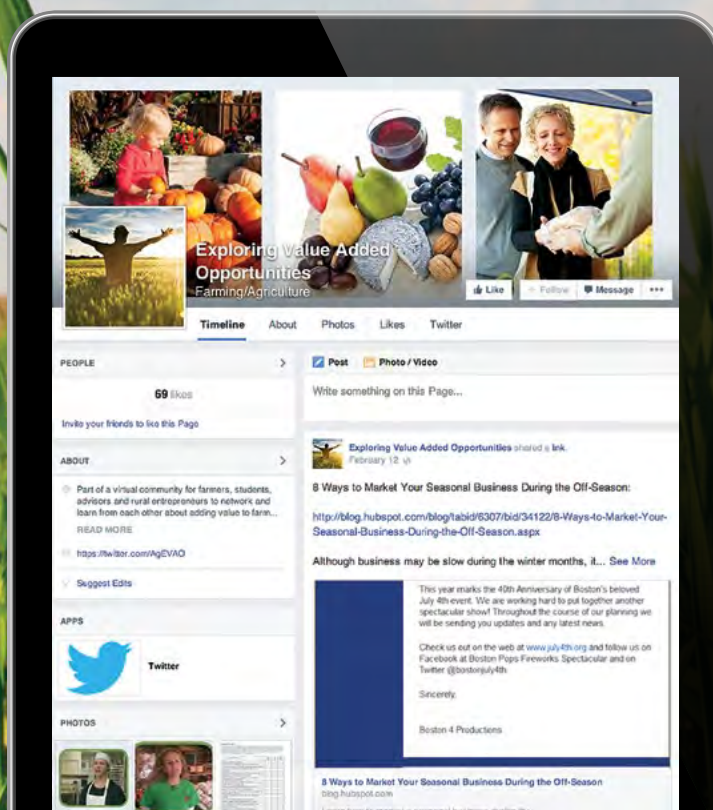 Exploring Value Added
Opportunities
Farming/Agriculture
Like
Follow
Message
Timeline
About
Photos
Likes
Twitter
PEOPLE
69 likes
Invite your friends to like this Page
ABOUT
Part of a virtual community for farmers, students,
advisors and rural entrepreneurs to network and
learn from each other about adding value to farm...
READ MORE
https://twitter.com/AgEVAO
Suggest Edits
APPS
Twitter
PHOTOS
Post
Photo / Video
Write something on this Page...
Exploring Value Added Opportunities shared a link.
February 12
8 Ways to Market Your Seasonal Business During the Off-Season:
http://blog.hubspot.com/blog/tabid/6307/bid/34122/8-Ways-to-Market-Your-
Seasonal-Business-During-the-Off-Season.aspx
Although business may be slow during the winter months, it... See More
This year marks the 40th Anniversary of Boston's beloved
July 4th event. We are working hard to put together another
spectacular show! Throughout the course of our planning we
will be sending you updates and any latest news.
Check us out on the web at www.july4th.org and follow us on
Facebook at Boston Pops Fireworks Spectacular and on
Twitter @bostonjuly4th.
Sincerely,
Boston 4 Productions
8 Ways to Market Your Seasonal Business During the Off-Season
blog.hubspot.com